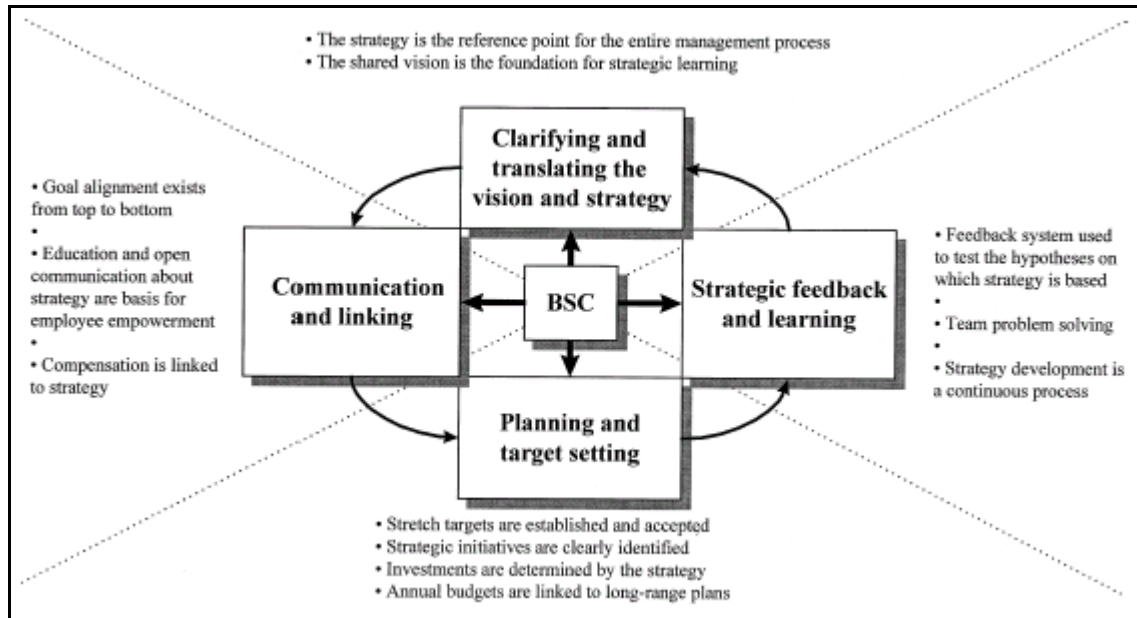 • The strategy is the reference point for the entire management process
• The shared vision is the foundation for strategic learning
Clarifying and
translating the
vision and strategy
• Goal alignment exists
from top to bottom
•
• Education and open
communication about
strategy are basis for
employee empowerment
•
• Compensation is linked
to strategy
Communication
and linking
BSC
Strategic feedback
and learning
• Feedback system used
to test the hypotheses on
which strategy is based
•
• Team problem solving
•
• Strategy development is
a continuous process
Planning and
target setting
• Stretch targets are established and accepted
• Strategic initiatives are clearly identified
• Investments are determined by the strategy
• Annual budgets are linked to long-range plans